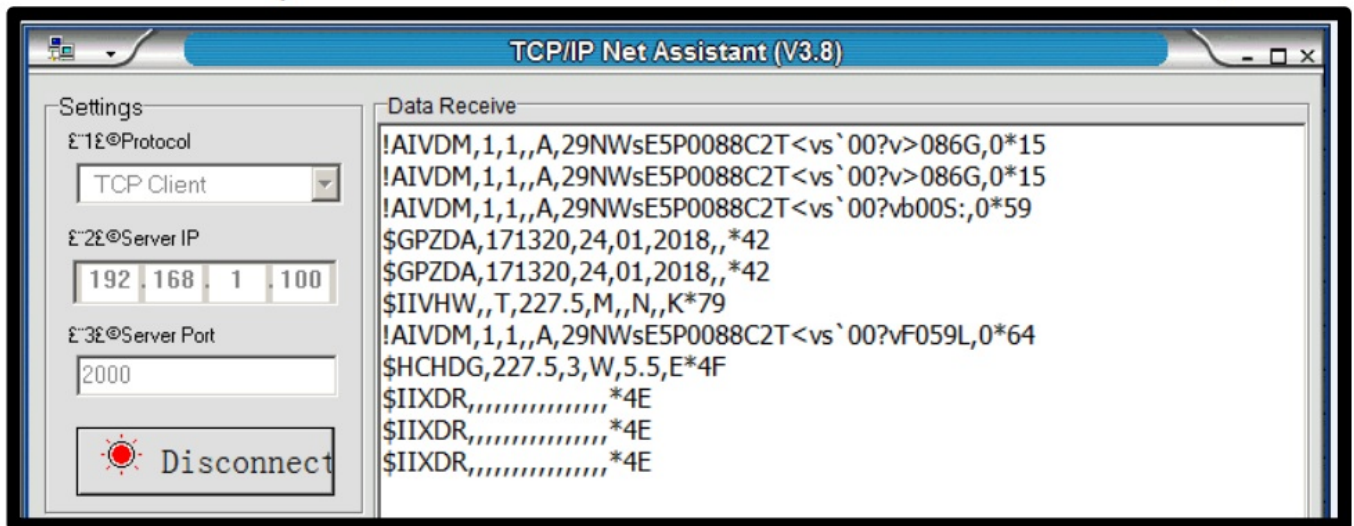 TCP/IP Net Assistant (V3.8)
Settings
£¨1£©Protocol
TCP Client
£¨2£©Server IP
192.168.1.100
£¨3£©Server Port
2000
Disconnect
Data Receive
!AIVDM,1,1,,A,29NWsE5P0088C2T<vs`00?v>086G,0*15
!AIVDM,1,1,,A,29NWsE5P0088C2T<vs`00?v>086G,0*15
!AIVDM,1,1,,A,29NWsE5P0088C2T<vs`00?vb00S:,0*59
$GPZDA,171320,24,01,2018,,*42
$GPZDA,171320,24,01,2018,,*42
$IIVHW,,T,227.5,M,,N,,K*79
!AIVDM,1,1,,A,29NWsE5P0088C2T<vs`00?vF059L,0*64
$HCHDG,227.5,3,W,5.5,E*4F
$IIXDR,,,,,,,,,,,,,,,,*4E
$IIXDR,,,,,,,,,,,,,,,,*4E
$IIXDR,,,,,,,,,,,,,,,,*4E